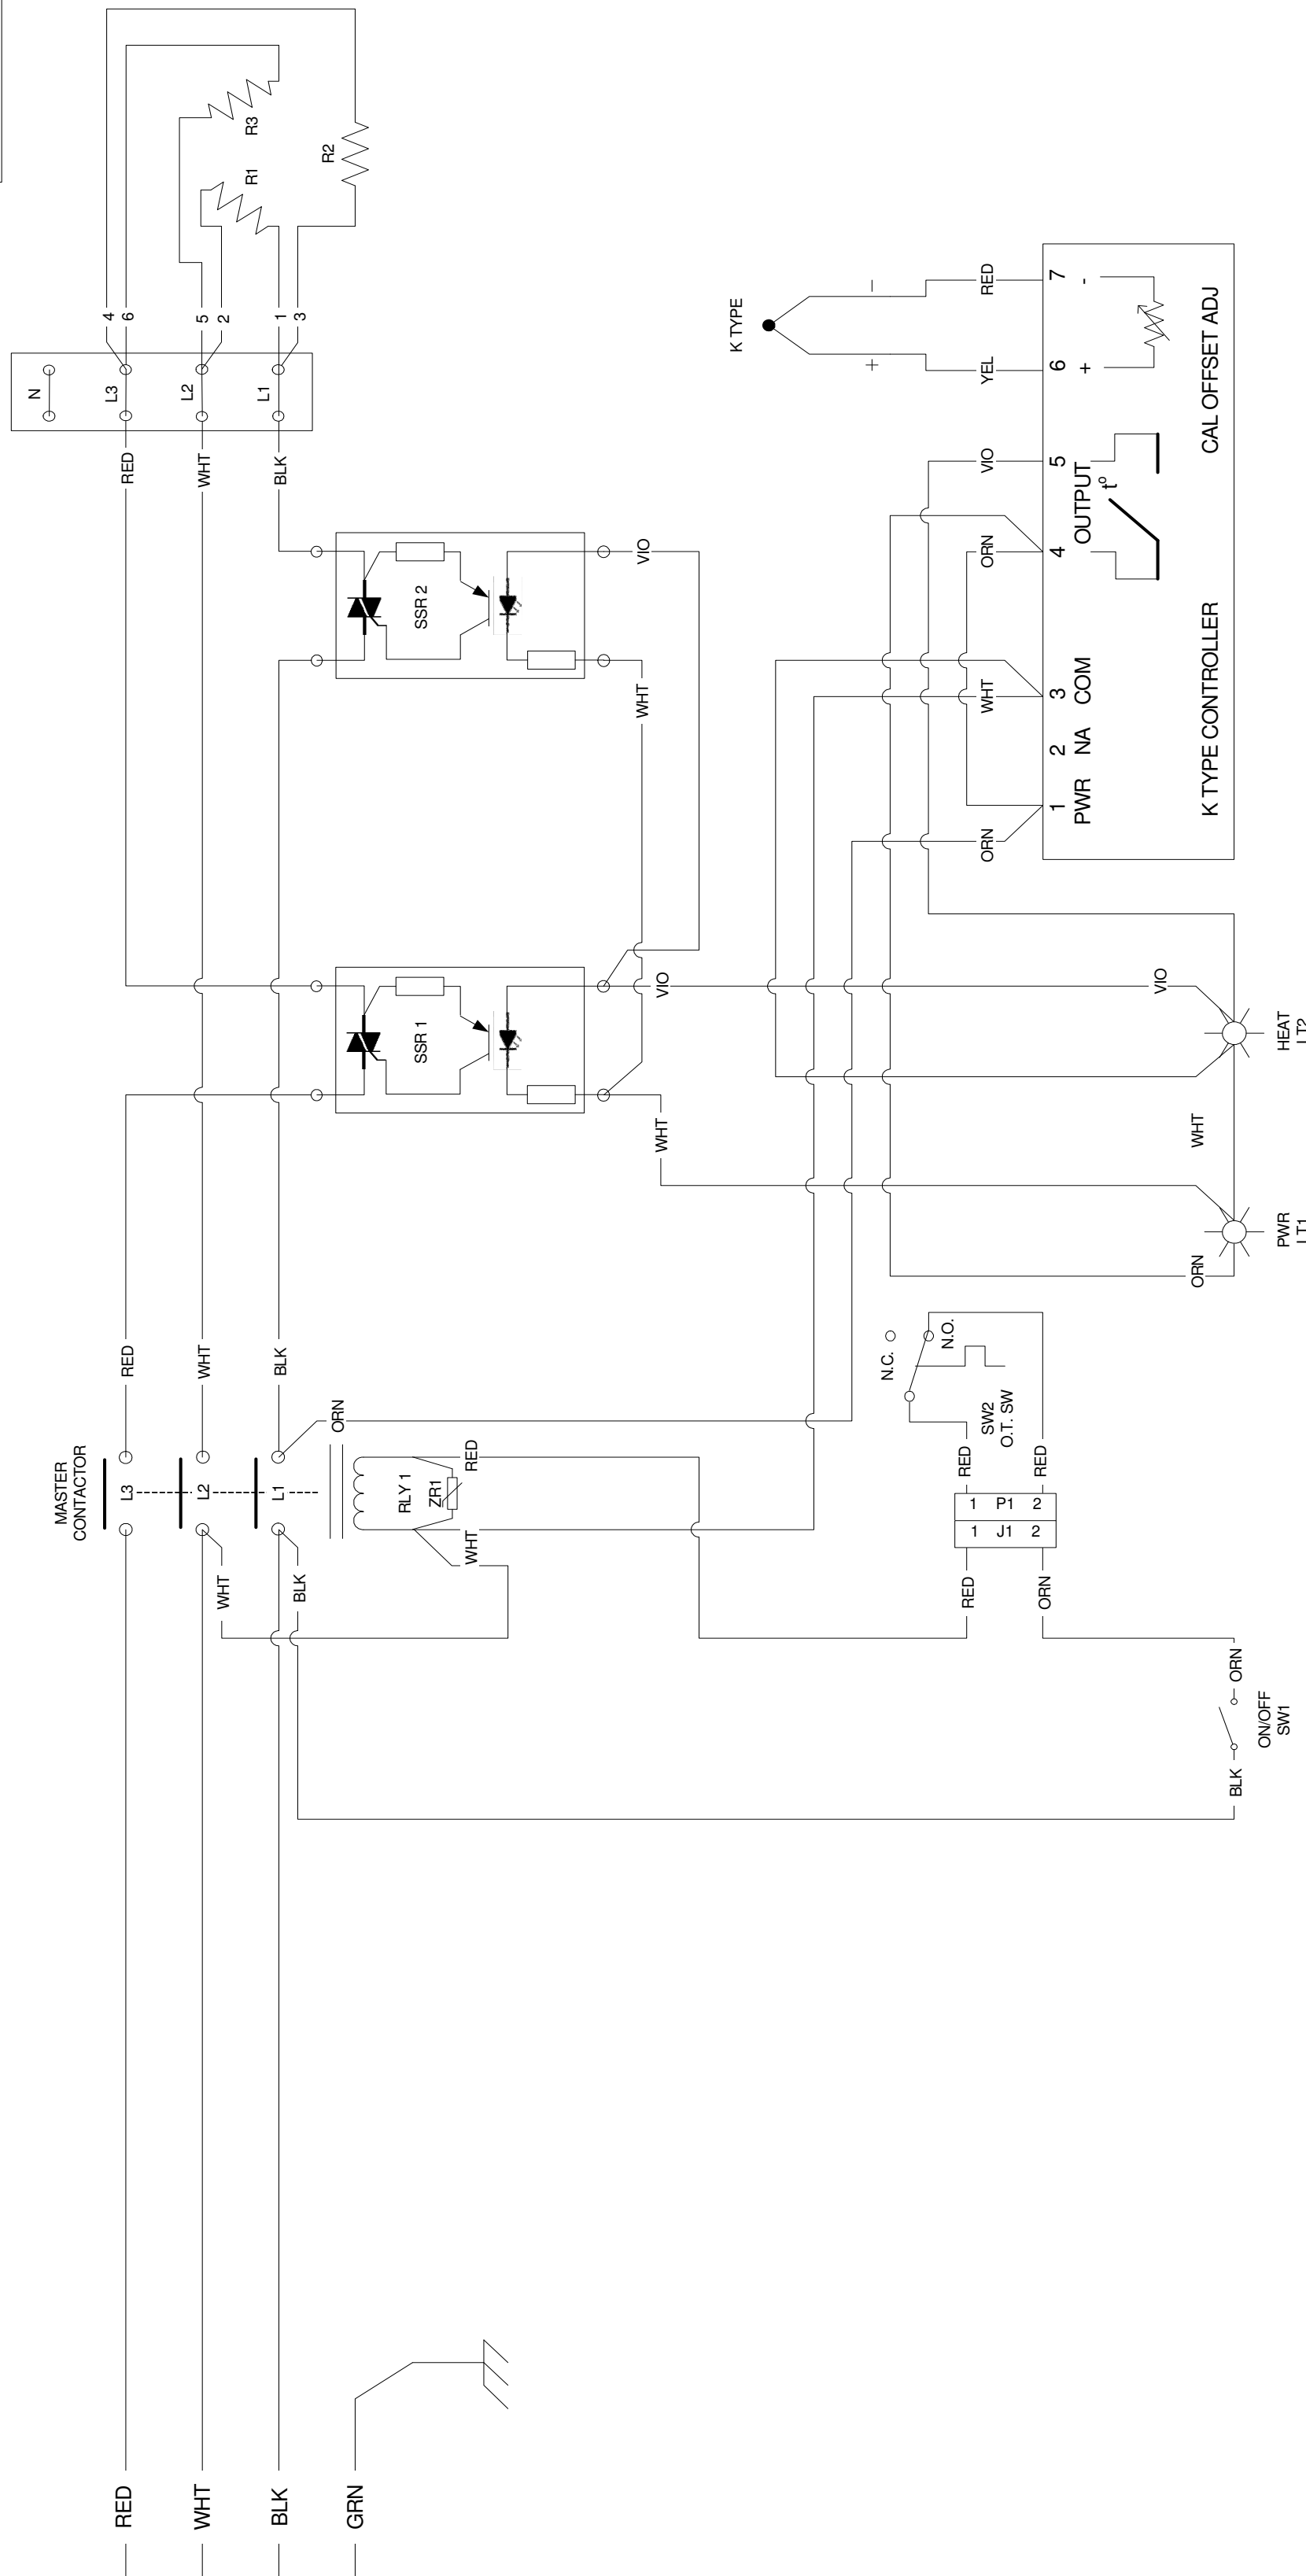 N
L3
L2
L1
4
6
5
2
1
3
R3
R1
R2
RED
WHT
BLK
SSR 2
VIO
WHT
K TYPE
+
−
YEL
RED
VIO
ORN
WHT
ORN
1
2
3
4
5
6
7
PWR
NA
COM
OUTPUT
to
+
-
K TYPE CONTROLLER
CAL OFFSET ADJ
SSR 1
VIO
WHT
VIO
HEAT
LT2
WHT
PWR
LT1
ORN
RED
WHT
BLK
MASTER
CONTACTOR
L3
L2
L1
ORN
RLY 1
ZR1
RED
WHT
WHT
BLK
N.C.
N.O.
SW2
O.T. SW
RED
RED
1 P1 2
1 J1 2
RED
ORN
ORN
BLK
ON/OFF
SW1
RED
WHT
BLK
GRN